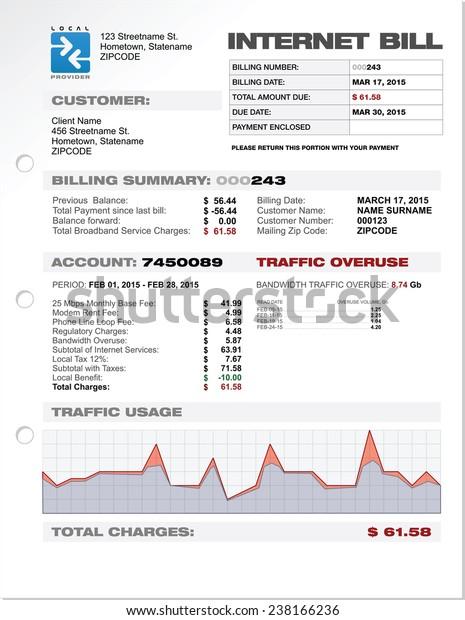 LOCAL
PROVIDER
123 Streetname St.
Hometown, Statename
ZIPCODE
INTERNET BILL
BILLING NUMBER: 000243
BILLING DATE: MAR 17, 2015
TOTAL AMOUNT DUE: $ 61.58
DUE DATE: MAR 30, 2015
PAYMENT ENCLOSED
PLEASE RETURN THIS PORTION WITH YOUR PAYMENT
CUSTOMER:
Client Name
456 Streetname St.
Hometown, Statename
ZIPCODE
BILLING SUMMARY: 000243
Previous Balance: $ 56.44
Total Payment since last bill: $ -56.44
Balance forward: $ 0.00
Total Broadband Service Charges: $ 61.58
Billing Date: MARCH 17, 2015
Customer Name: NAME SURNAME
Customer Number: 000123
Mailing Zip Code: ZIPCODE
ACCOUNT: 7450089
PERIOD: FEB 01, 2015 - FEB 28, 2015
25 Mbps Monthly Base Fee: $ 41.99
Modem Rent Fee: $ 4.99
Phone Line Loop Fee: $ 6.58
Regulatory Charges: $ 4.48
Bandwidth Overuse: $ 5.87
Subtotal of Internet Services: $ 63.91
Local Tax 12%: $ 7.67
Subtotal with Taxes: $ 71.58
Local Benefit: $ -10.00
Total Charges: $ 61.58
TRAFFIC OVERUSE
BANDWIDTH TRAFFIC OVERUSE: 8.74 Gb
READ DATE OVERUSE VOLUME, Gb
1.25
2.25
FEB-19-15 1.04
FEB-24-15 4.20
shutterstock
TRAFFIC USAGE
TOTAL CHARGES: $ 61.58
shutterstock.com · 238166236